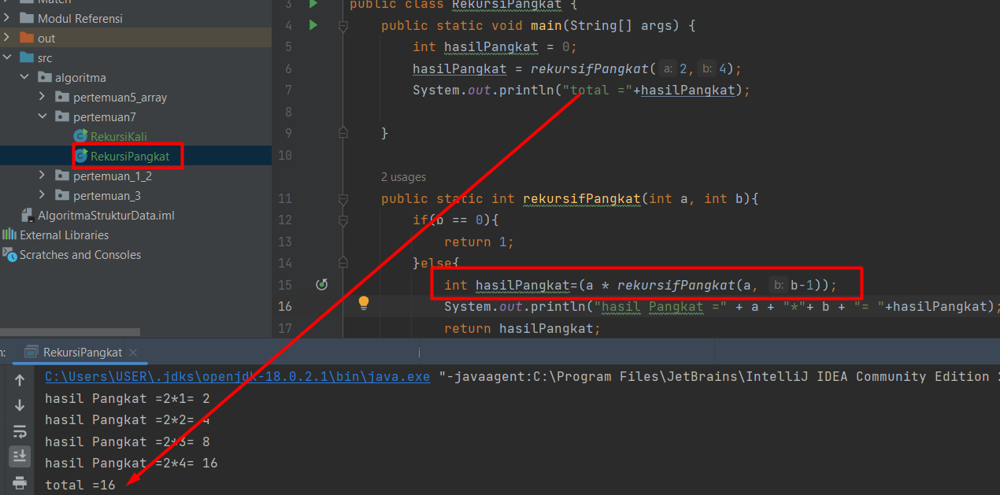 Match
Modul Referensi
out
src
algoritma
pertemuan5_array
pertemuan7
RekursiKali
RekursiPangkat
pertemuan_1_2
pertemuan_3
AlgoritmaStrukturData.iml
External Libraries
Scratches and Consoles
3 public class RekursiPangkat {
4 public static void main(String[] args) {
5 int hasilPangkat = 0;
6 hasilPangkat = rekursifPangkat( a: 2, b: 4);
7 System.out.println("total ="+hasilPangkat);
8
9 }
10
2 usages
11 public static int rekursifPangkat(int a, int b){
12 if(b == 0){
13 return 1;
14 }else{
15 int hasilPangkat=(a * rekursifPangkat(a, b: b-1));
16 System.out.println("hasil Pangkat =" + a + "*"+ b + "= "+hasilPangkat);
17 return hasilPangkat;
n: RekursiPangkat
C:\Users\USER\.jdks\openjdk-18.0.2.1\bin\java.exe "-javaagent:C:\Program Files\JetBrains\IntelliJ IDEA Community Edition 2
hasil Pangkat =2*1= 2
hasil Pangkat =2*2= 4
hasil Pangkat =2*3= 8
hasil Pangkat =2*4= 16
total =16